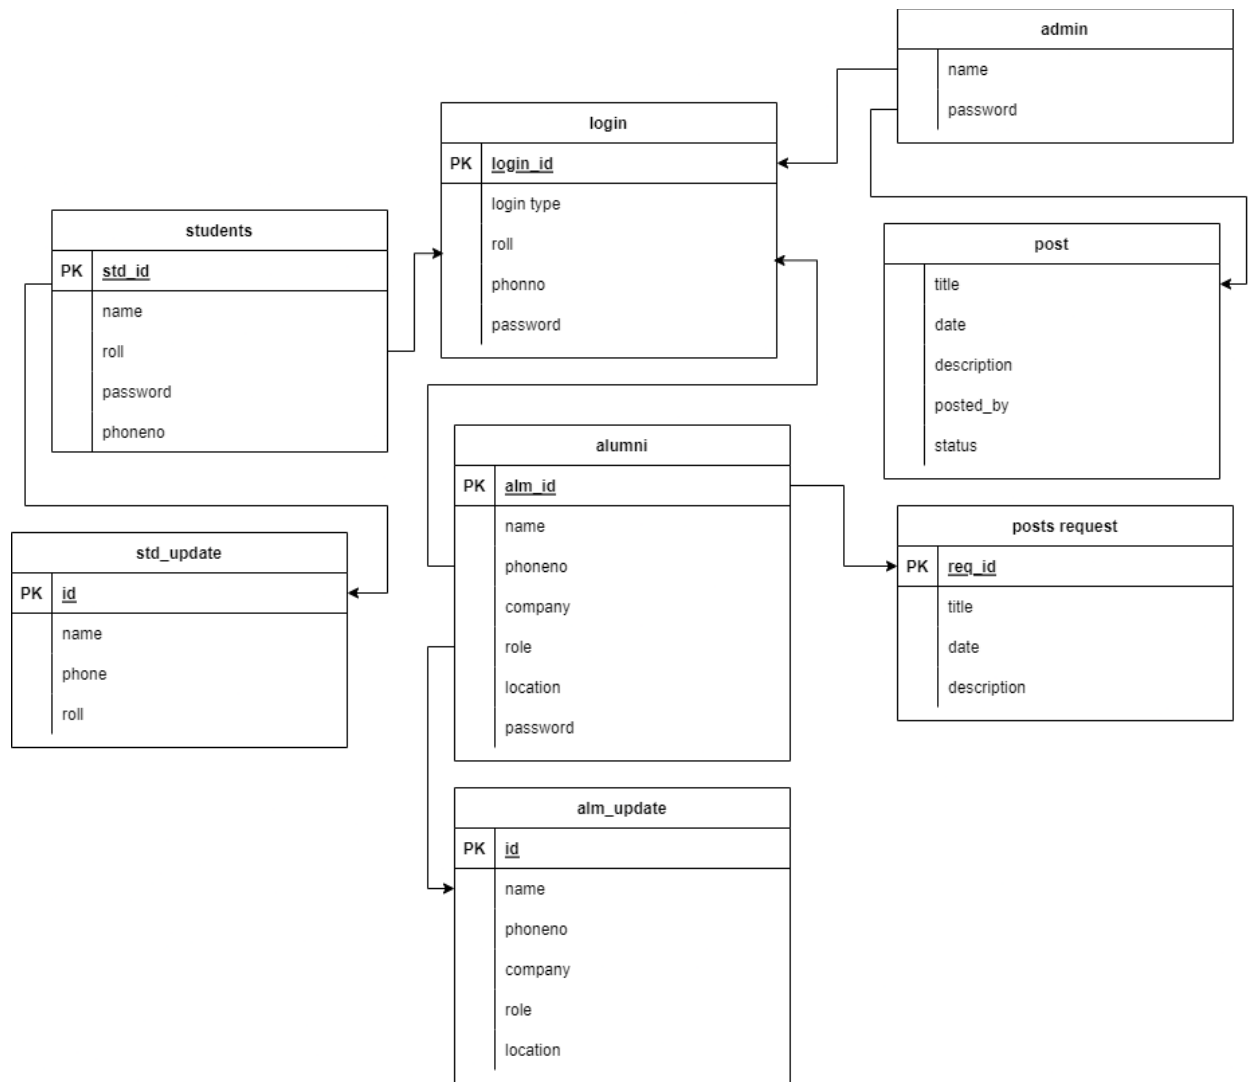 admin
name
password
login
PK login_id
login type
roll
phonno
password
students
PK std_id
name
roll
password
phoneno
post
title
date
description
posted_by
status
alumni
PK alm_id
name
phoneno
company
role
location
password
posts request
PK req_id
title
date
description
std_update
PK id
name
phone
roll
alm_update
PK id
name
phoneno
company
role
location